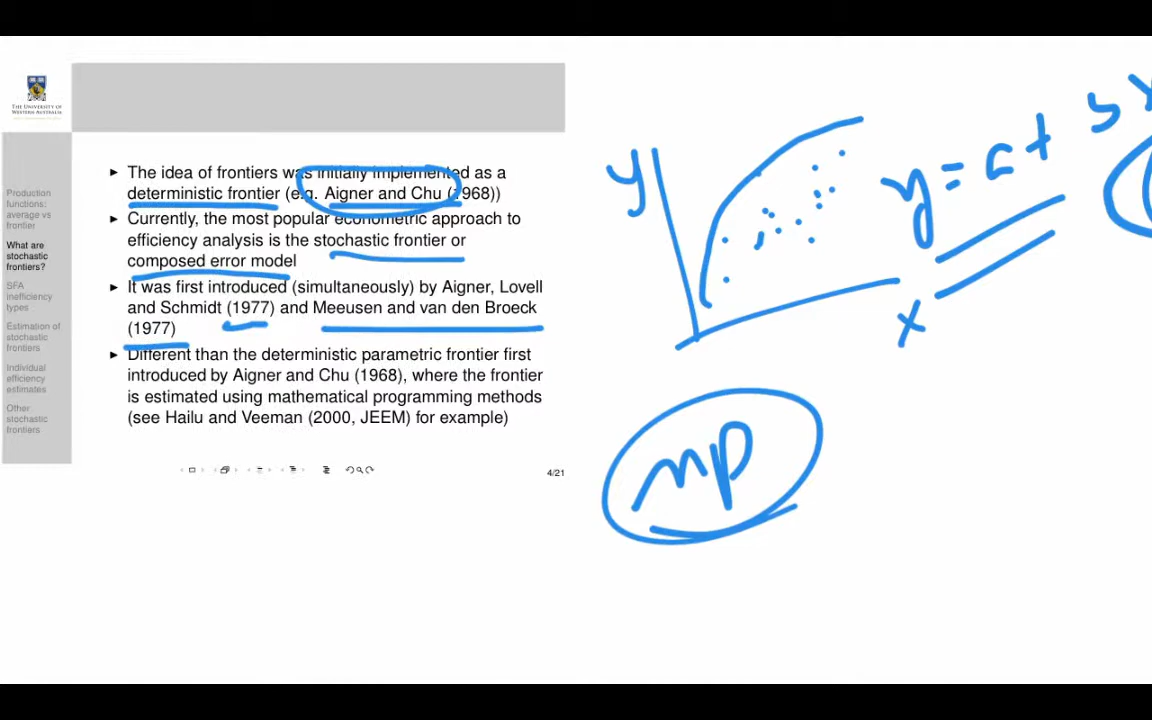 THE UNIVERSITY OF
WESTERN AUSTRALIA
Production
functions:
average vs
frontier
What are
stochastic
frontiers?
SFA
inefficiency
types
Estimation of
stochastic
frontiers
Individual
efficiency
estimates
Other
stochastic
frontiers
► The idea of frontiers was initially implemented as a
deterministic frontier (e.g. Aigner and Chu (1968))
► Currently, the most popular econometric approach to
efficiency analysis is the stochastic frontier or
composed error model
► It was first introduced (simultaneously) by Aigner, Lovell
and Schmidt (1977) and Meeusen and van den Broeck
(1977)
► Different than the deterministic parametric frontier first
introduced by Aigner and Chu (1968), where the frontier
is estimated using mathematical programming methods
(see Hailu and Veeman (2000, JEEM) for example)
4/21
y
x
y =
+
mp